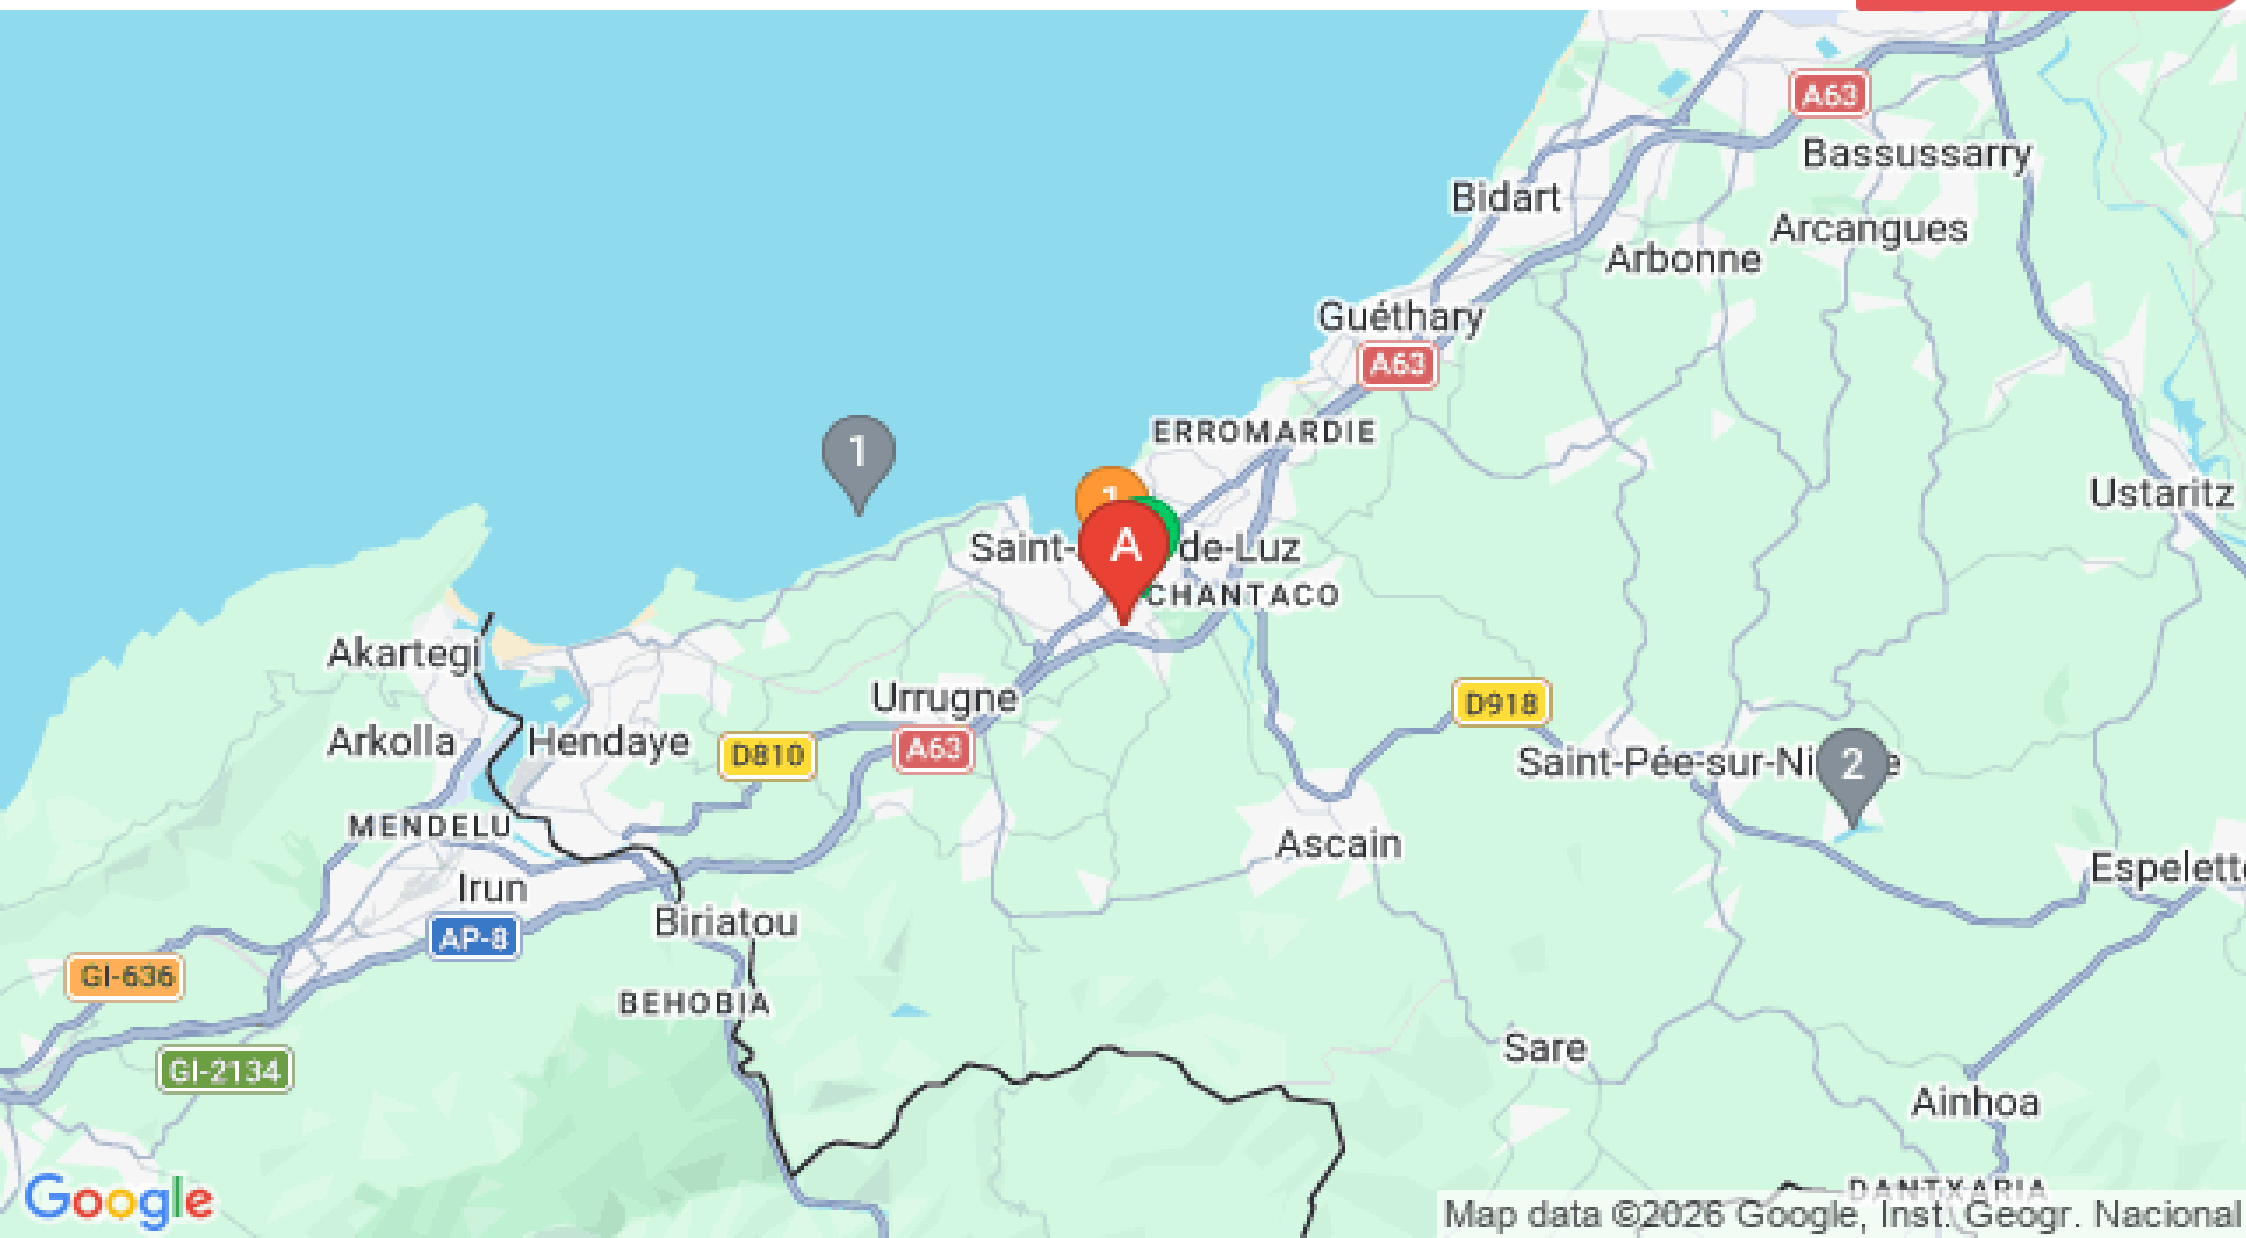 A63
Bassussarry
Bidart
Arcangues
Arbonne
Guéthary
A63
ERROMARDIE
1
1
Ustaritz
Saint-
A
de-Luz
CHANTACO
Akartegi
Urrugne
D918
Arkolla
Hendaye
D810
A63
Saint-Pée-sur-Ni
2
e
MENDELU
Ascain
Espelette
Irun
Biriatou
AP-8
GI-636
BEHOBIA
Sare
GI-2134
Ainhoa
DANTXARIA
Google
Map data ©2026 Google, Inst. Geogr. Nacional